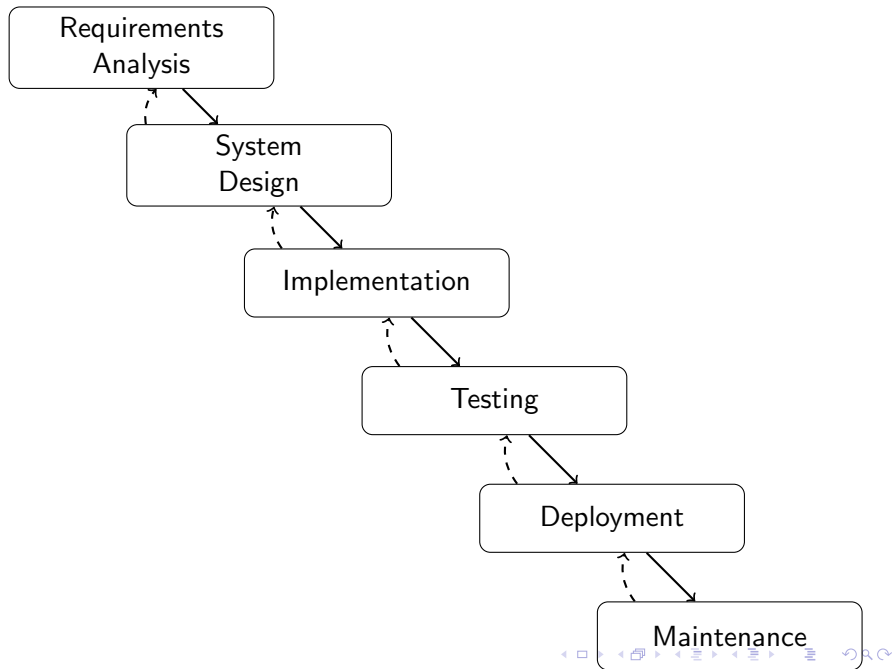 Requirements
Analysis
System
Design
Implementation
Testing
Deployment
Maintenance